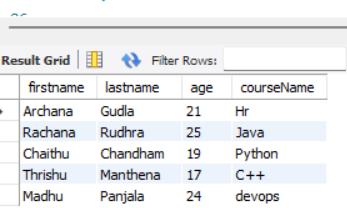 Result Grid Filter Rows:
firstname lastname age courseName
Archana Gudla 21 Hr
Rachana Rudhra 25 Java
Chaithu Chandham 19 Python
Thrishu Manthena 17 C++
Madhu Panjala 24 devops